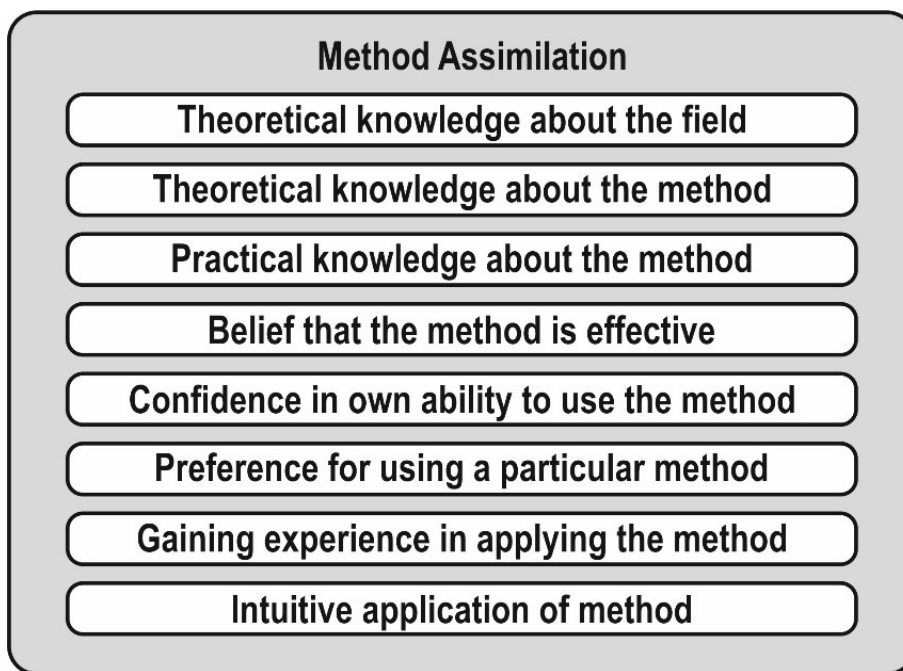 Method Assimilation
Theoretical knowledge about the field
Theoretical knowledge about the method
Practical knowledge about the method
Belief that the method is effective
Confidence in own ability to use the method
Preference for using a particular method
Gaining experience in applying the method
Intuitive application of method